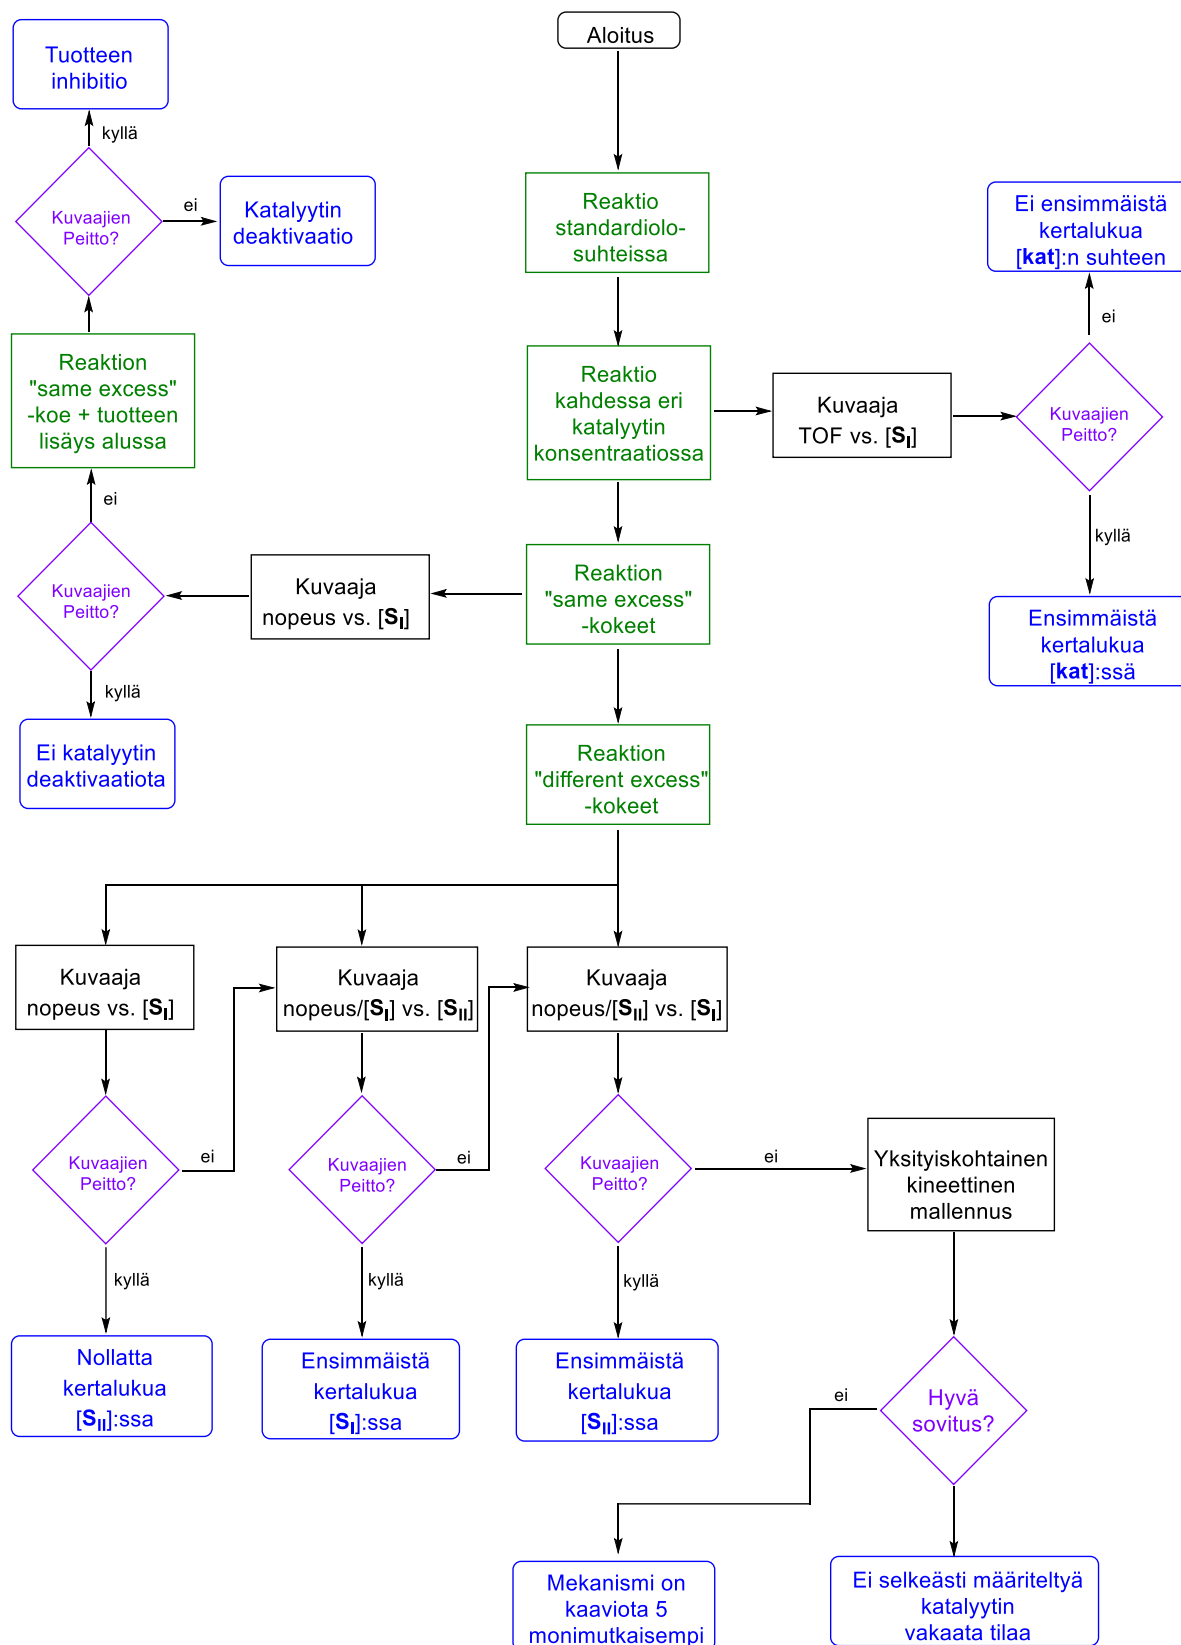 Aloitus
Tuotteen
inhibitio
kyllä
Kuvaajien
Peitto?
ei
Katalyytin
deaktivaatio
Reaktio
standardiolo-
suhteissa
Ei ensimmäistä
kertalukua
[kat]:n suhteen
ei
Reaktion
"same excess"
-koe + tuotteen
lisäys alussa
Reaktio
kahdessa eri
katalyytin
konsentraatiossa
Kuvaaja
TOF vs. [SI]
Kuvaajien
Peitto?
ei
kyllä
Kuvaajien
Peitto?
Kuvaaja
nopeus vs. [SI]
Reaktion
"same excess"
-kokeet
Ensimmäistä
kertalukua
[kat]:ssä
kyllä
Ei katalyytin
deaktivaatiota
Reaktion
"different excess"
-kokeet
Kuvaaja
nopeus vs. [SI]
Kuvaaja
nopeus/[SI] vs. [SII]
Kuvaaja
nopeus/[SII] vs. [SI]
Kuvaajien
Peitto?
ei
Kuvaajien
Peitto?
ei
Kuvaajien
Peitto?
ei
Yksityiskohtainen
kineettinen
mallennus
kyllä
kyllä
kyllä
Nollatta
kertalukua
[SII]:ssa
Ensimmäistä
kertalukua
[SI]:ssa
Ensimmäistä
kertalukua
[SII]:ssa
ei
Hyvä
sovitus?
Mekanismi on
kaaviota 5
monimutkaisempi
Ei selkeästi määriteltyä
katalyytin
vakaata tilaa